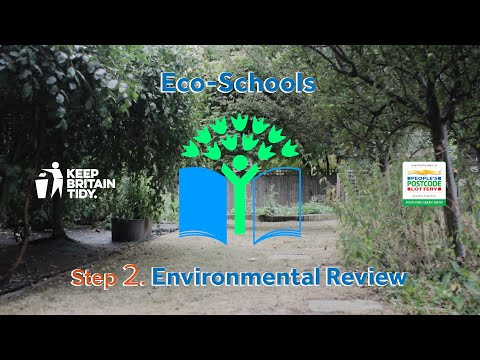 Eco-Schools
KEEP
BRITAIN
TIDY.
PEOPLE'S
POSTCODE
LOTTERY
Step 2. Environmental Review